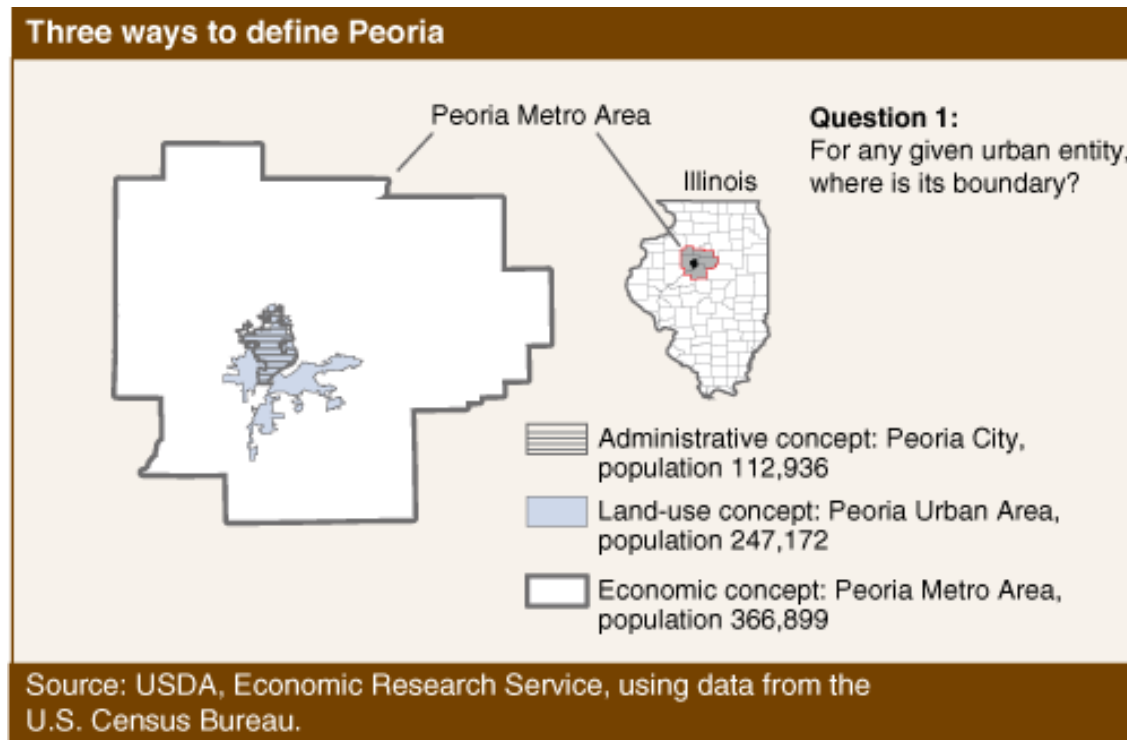 Three ways to define Peoria
Peoria Metro Area
Question 1:
For any given urban entity,
where is its boundary?
Illinois
Administrative concept: Peoria City,
population 112,936
Land-use concept: Peoria Urban Area,
population 247,172
Economic concept: Peoria Metro Area,
population 366,899
Source: USDA, Economic Research Service, using data from the
U.S. Census Bureau.